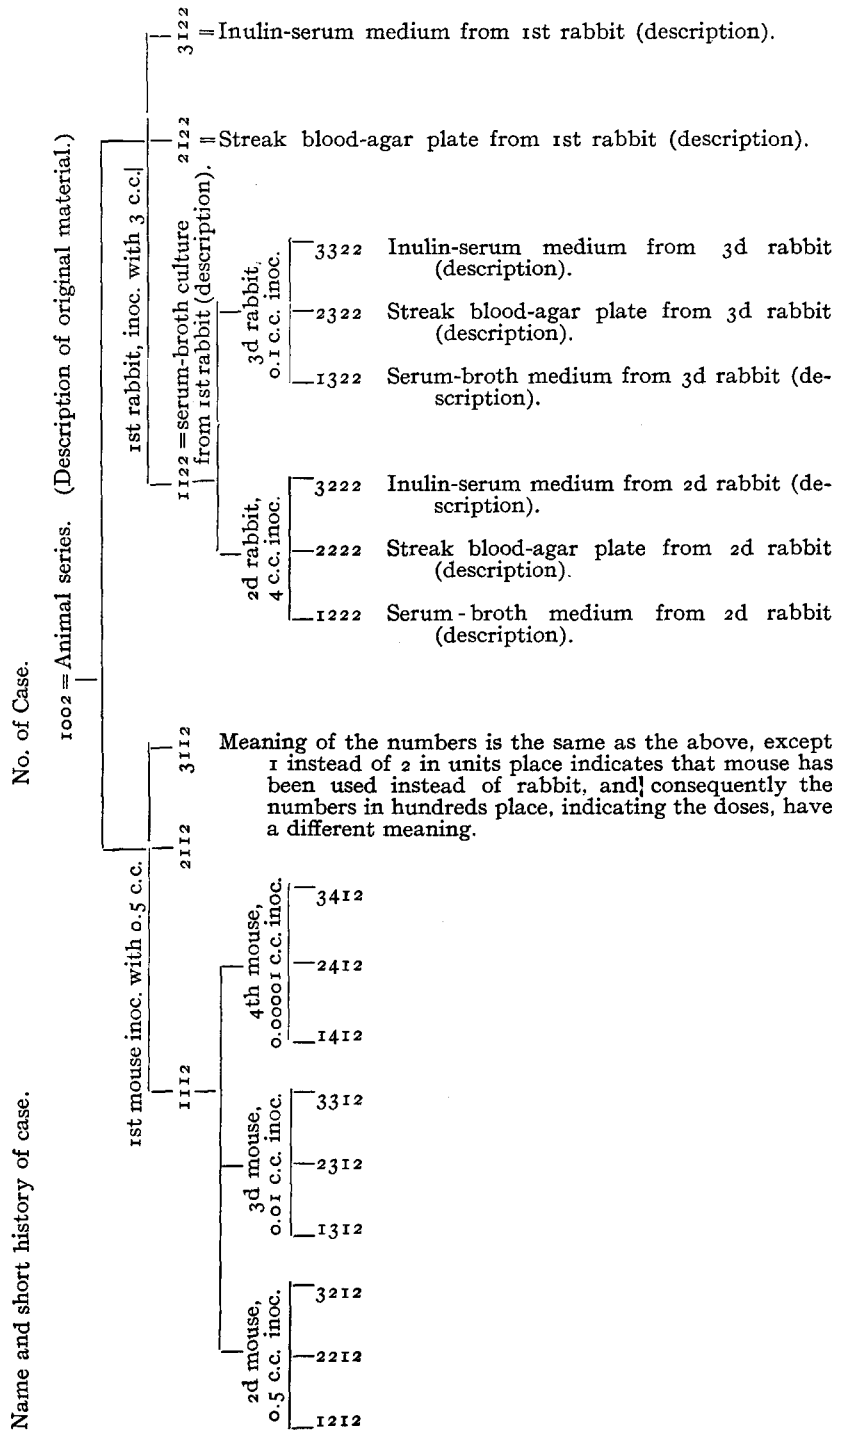 Name and short history of case.
No. of Case.
1002 = Animal series. (Description of original material.)
1st rabbit, inoc. with 3 c.c.
3122 = Inulin-serum medium from 1st rabbit (description).
2122 = Streak blood-agar plate from 1st rabbit (description).
1122 = serum-broth culture
from 1st rabbit (description).
3d rabbit,
0.1 c.c. inoc.
3322 Inulin-serum medium from 3d rabbit
(description).
2322 Streak blood-agar plate from 3d rabbit
(description).
1322 Serum-broth medium from 3d rabbit (de-
scription).
2d rabbit,
4 c.c. inoc.
3222 Inulin-serum medium from 2d rabbit (de-
scription).
2222 Streak blood-agar plate from 2d rabbit
(description).
1222 Serum-broth medium from 2d rabbit
(description).
1st mouse inoc. with 0.5 c.c.
3112
Meaning of the numbers is the same as the above, except
1 instead of 2 in units place indicates that mouse has
been used instead of rabbit, and consequently the
numbers in hundreds place, indicating the doses, have
a different meaning.
2112
1112
4th mouse,
0.00001 c.c. inoc.
3412
2412
1412
3d mouse,
0.01 c.c. inoc.
3312
2312
1312
2d mouse,
0.5 c.c. inoc.
3212
2212
1212